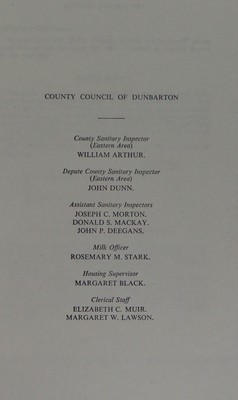 COUNTY COUNCIL OF DUNBARTON
County Sanitary Inspector
(Eastern Area)
WILLIAM ARTHUR.
Depute County Sanitary Inspector
(Eastern Area)
JOHN DUNN.
Assistant Sanitary Inspectors
JOSEPH C. MORTON.
DONALD S. MACKAY.
JOHN P. DEEGANS.
Milk Officer
ROSEMARY M. STARK.
Housing Supervisor
MARGARET BLACK.
Clerical Staff
ELIZABETH C. MUIR.
MARGARET W. LAWSON.